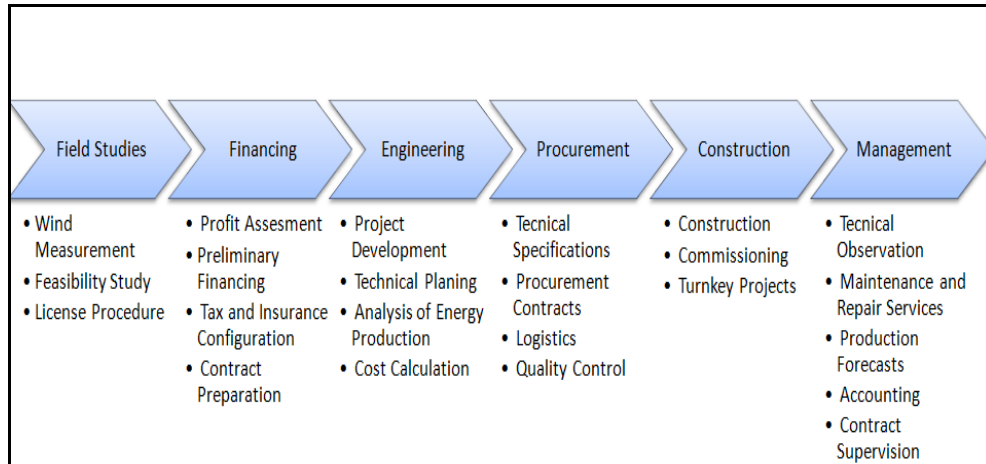 Field Studies
• Wind
Measurement
• Feasibility Study
• License Procedure
Financing
• Profit Assesment
• Preliminary
Financing
• Tax and Insurance
Configuration
• Contract
Preparation
Engineering
• Project
Development
• Technical Planing
• Analysis of Energy
Production
• Cost Calculation
Procurement
• Tecnical
Specifications
• Procurement
Contracts
• Logistics
• Quality Control
Construction
• Construction
• Commissioning
• Turnkey Projects
Management
• Tecnical
Observation
• Maintenance and
Repair Services
• Production
Forecasts
• Accounting
• Contract
Supervision